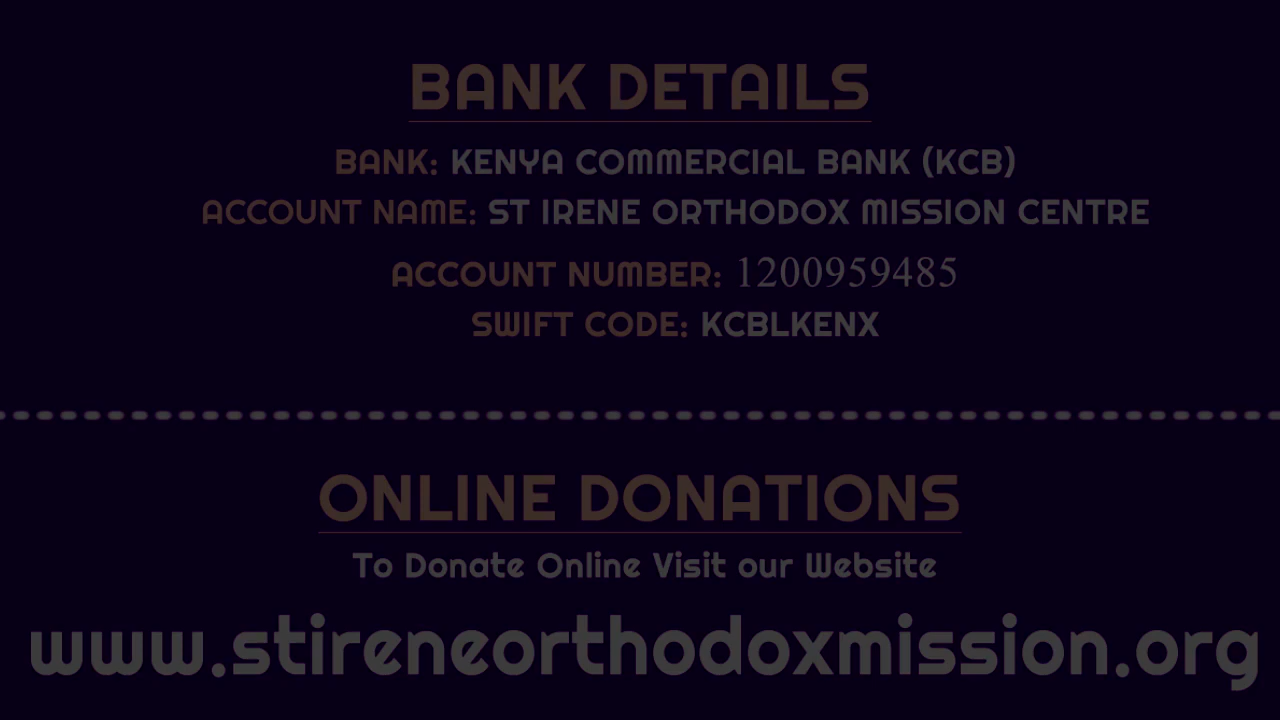 BANK DETAILS
BANK: KENYA COMMERCIAL BANK (KCB)
ACCOUNT NAME: ST IRENE ORTHODOX MISSION CENTRE
ACCOUNT NUMBER: 1200959485
SWIFT CODE: KCBLKENX
ONLINE DONATIONS
To Donate Online Visit our Website
www.stireneorthodoxmission.org